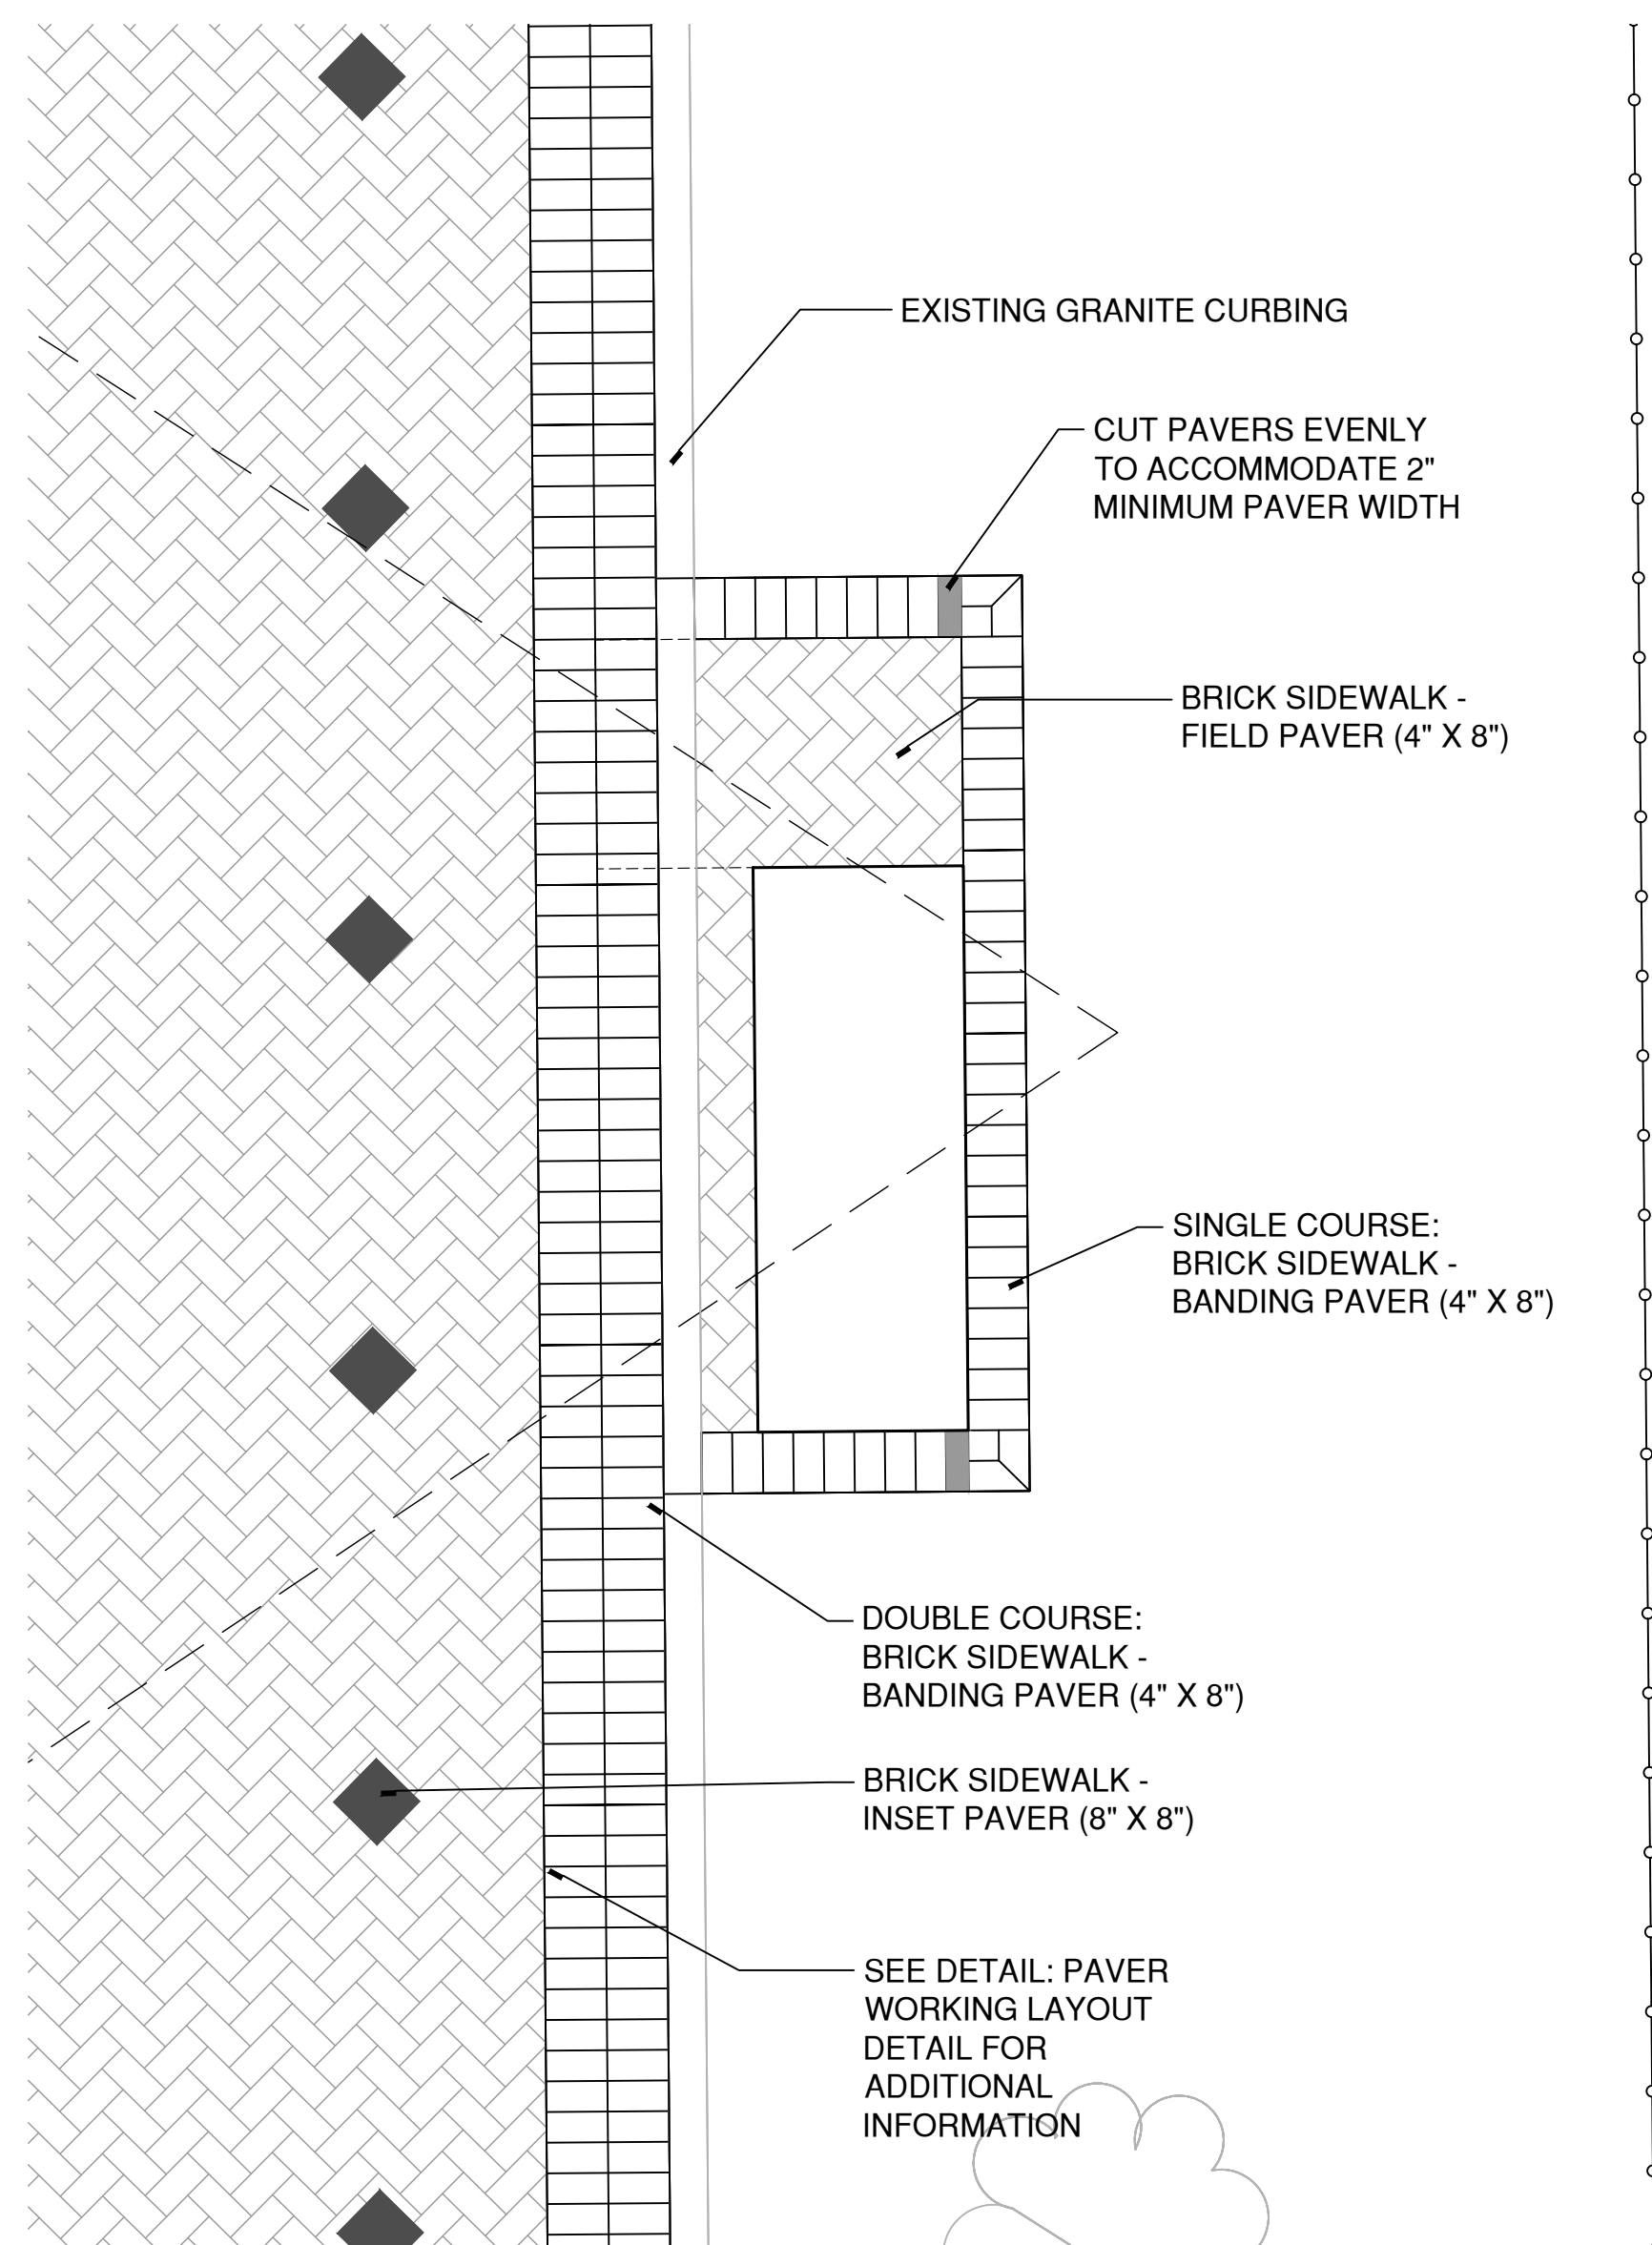 EXISTING GRANITE CURBING
CUT PAVERS EVENLY
TO ACCOMMODATE 2"
MINIMUM PAVER WIDTH
BRICK SIDEWALK -
FIELD PAVER (4" X 8")
SINGLE COURSE:
BRICK SIDEWALK -
BANDING PAVER (4" X 8")
DOUBLE COURSE:
BRICK SIDEWALK -
BANDING PAVER (4" X 8")
BRICK SIDEWALK -
INSET PAVER (8" X 8")
SEE DETAIL: PAVER
WORKING LAYOUT
DETAIL FOR
ADDITIONAL
INFORMATION